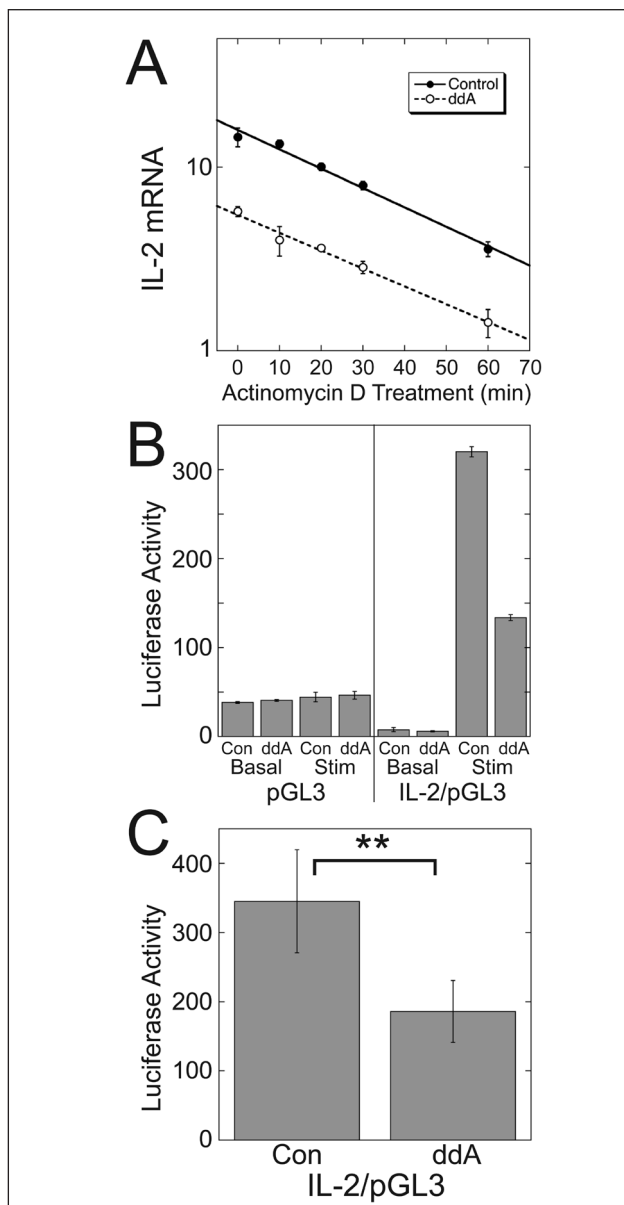 A
Control
ddA
IL-2 mRNA
10
1
0 10 20 30 40 50 60 70
Actinomycin D Treatment (min)
B
Luciferase Activity
300
200
100
0
Con ddA Con ddA Con ddA Con ddA
Basal Stim Basal Stim
pGL3 IL-2/pGL3
C
**
Luciferase Activity
400
300
200
100
0
Con ddA
IL-2/pGL3